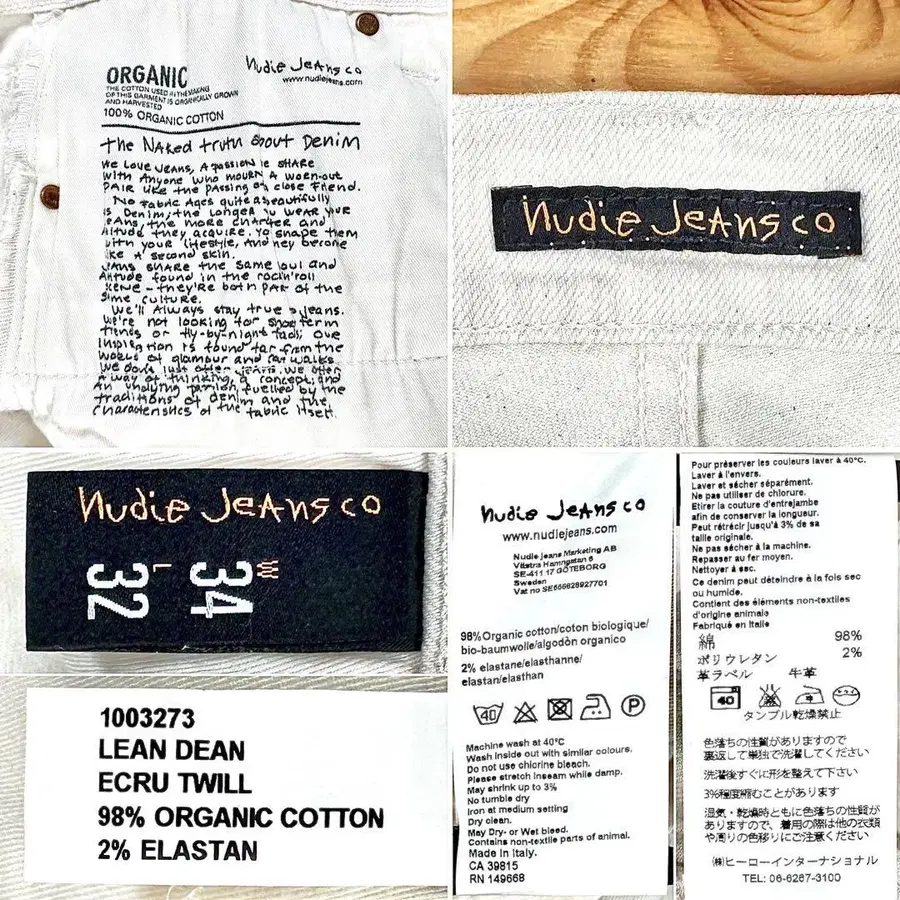 ORGANIC
THE COTTON USED IN THE MAKING
OF THIS GARMENT IS ORGANICALLY GROWN
AND HARVESTED
100% ORGANIC COTTON
Nudie Jeans co
www.nudiejeans.com
The Naked Truth About Denim
We Love Jeans, A passion we share
with Anyone who mourn a worn-out
pair like the passing of a close friend.
No Fabric Ages quite as beautifully
as Denim, the longer you wear your
jeans, the more character and
Attitude they acquire. You shape them
with your lifestyle, and they become
like a second skin.
Jeans share the same soul and
Attitude found in the rock'n'roll
scene - they're both part of the
same culture.
We'll Always stay true to jeans.
We're not looking for short term
trends or fly-by-night fads; our
inspiration is found far from the
world of glamour and cat walks.
We don't just offer jeans. We offer
A way of thinking, a concept, and
An undying passion, fuelled by the
traditions of denim and the
characteristics of the fabric itself.
Nudie Jeans co
Nudie Jeans co
W 34
L 32
1003273
LEAN DEAN
ECRU TWILL
98% ORGANIC COTTON
2% ELASTAN
Nudie Jeans co
www.nudiejeans.com
Nudie Jeans Marketing AB
Västra Hamngatan 6
SE-411 17 GÖTEBORG
Sweden
Vat no SE556628927701
98%Organic cotton/coton biologique/
bio-baumwolle/algodòn organico
2% elastane/elasthanne/
elastan/elasthan
40 P
Machine wash at 40°C
Wash inside out with similar colours.
Do not use chlorine bleach.
Please stretch inseam while damp.
May shrink up to 3%
No tumble dry
Iron at medium setting
Dry clean.
May Dry- or Wet bleed.
Contains non-textile parts of animal.
Made in Italy.
CA 39815
RN 149668
Pour préserver les couleurs laver à 40°C.
Laver à l'envers.
Laver et sécher séparément.
Ne pas utiliser de chlorure.
Etirer la couture d'entrejambe
afin de conserver la longueur.
Peut rétrécir jusqu'à 3% de sa
taille originale.
Ne pas sécher à la machine.
Repasser au fer moyen.
Nettoyer à sec.
Ce denim peut déteindre à la fois sec
ou humide.
Contient des éléments non-textiles
d'origine animale
Fabriqué en Italie
綿 98%
ポリウレタン 2%
革ラベル 牛革
40
タンブル乾燥禁止
色落ちの性質がありますので
裏返して単独で洗濯してください
洗濯後すぐに形を整えて下さい
3%程度縮むことがあります
湿気・乾燥時ともに色落ちの性質が
ありますので、着用の際は他の衣類
や周りの色移りにご注意ください
㈱ヒーローインターナショナル
TEL: 06-6267-3100